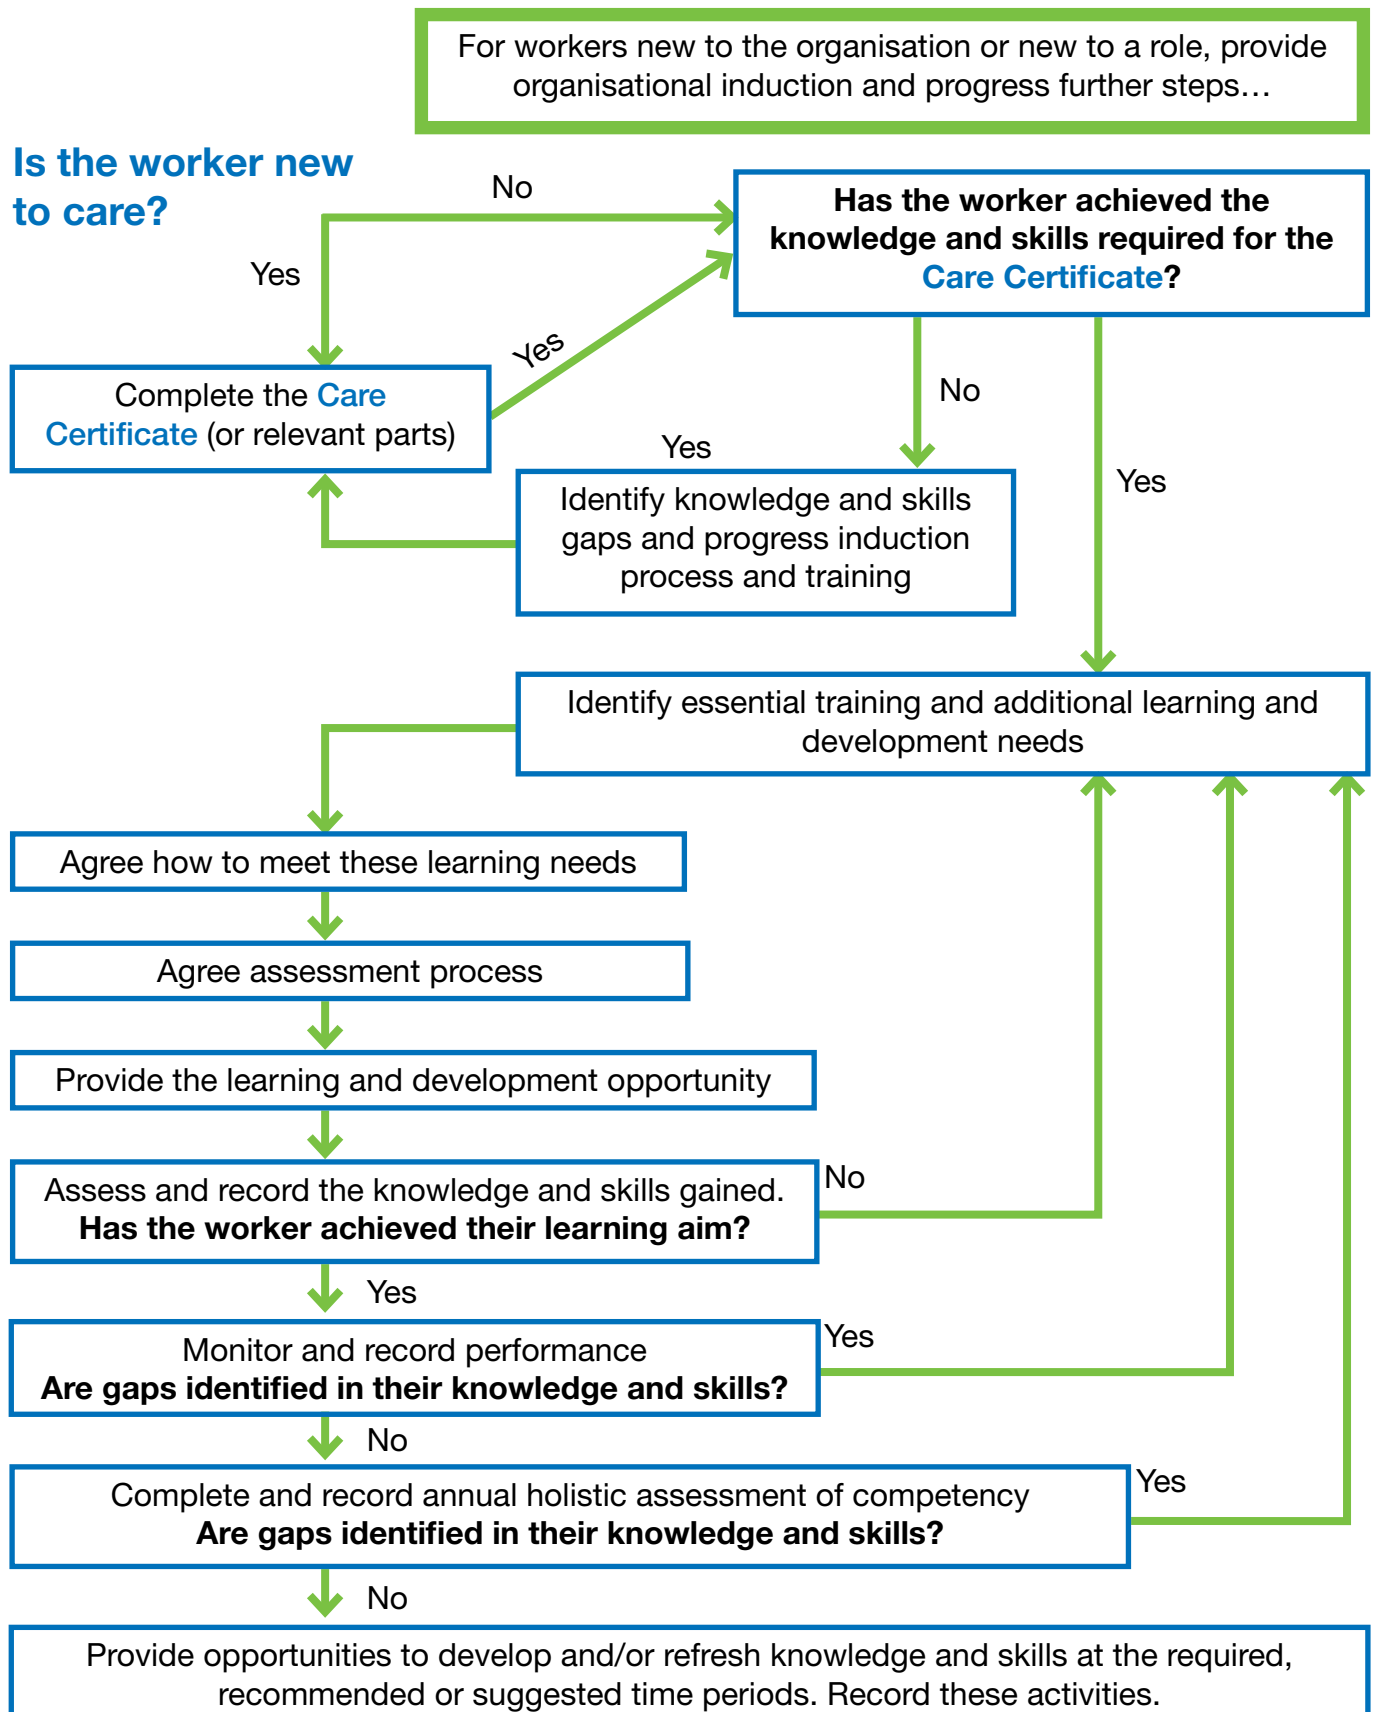 For workers new to the organisation or new to a role, provide
organisational induction and progress further steps…
Is the worker new
to care?
No
Yes
Has the worker achieved the
knowledge and skills required for the
Care Certificate?
Yes
Complete the Care
Certificate (or relevant parts)
No
Yes
Yes
Identify knowledge and skills
gaps and progress induction
process and training
Identify essential training and additional learning and
development needs
Agree how to meet these learning needs
Agree assessment process
Provide the learning and development opportunity
Assess and record the knowledge and skills gained.
Has the worker achieved their learning aim?
No
Yes
Monitor and record performance
Are gaps identified in their knowledge and skills?
Yes
No
Complete and record annual holistic assessment of competency
Are gaps identified in their knowledge and skills?
Yes
No
Provide opportunities to develop and/or refresh knowledge and skills at the required,
recommended or suggested time periods. Record these activities.